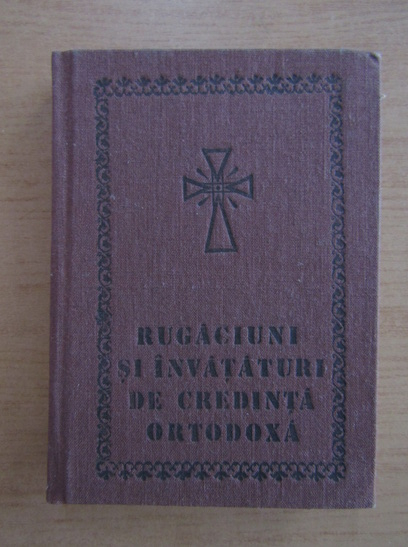 RUGĂCIUNI
ȘI ÎNVĂȚĂTURI
DE CREDINȚĂ
ORTODOXĂ